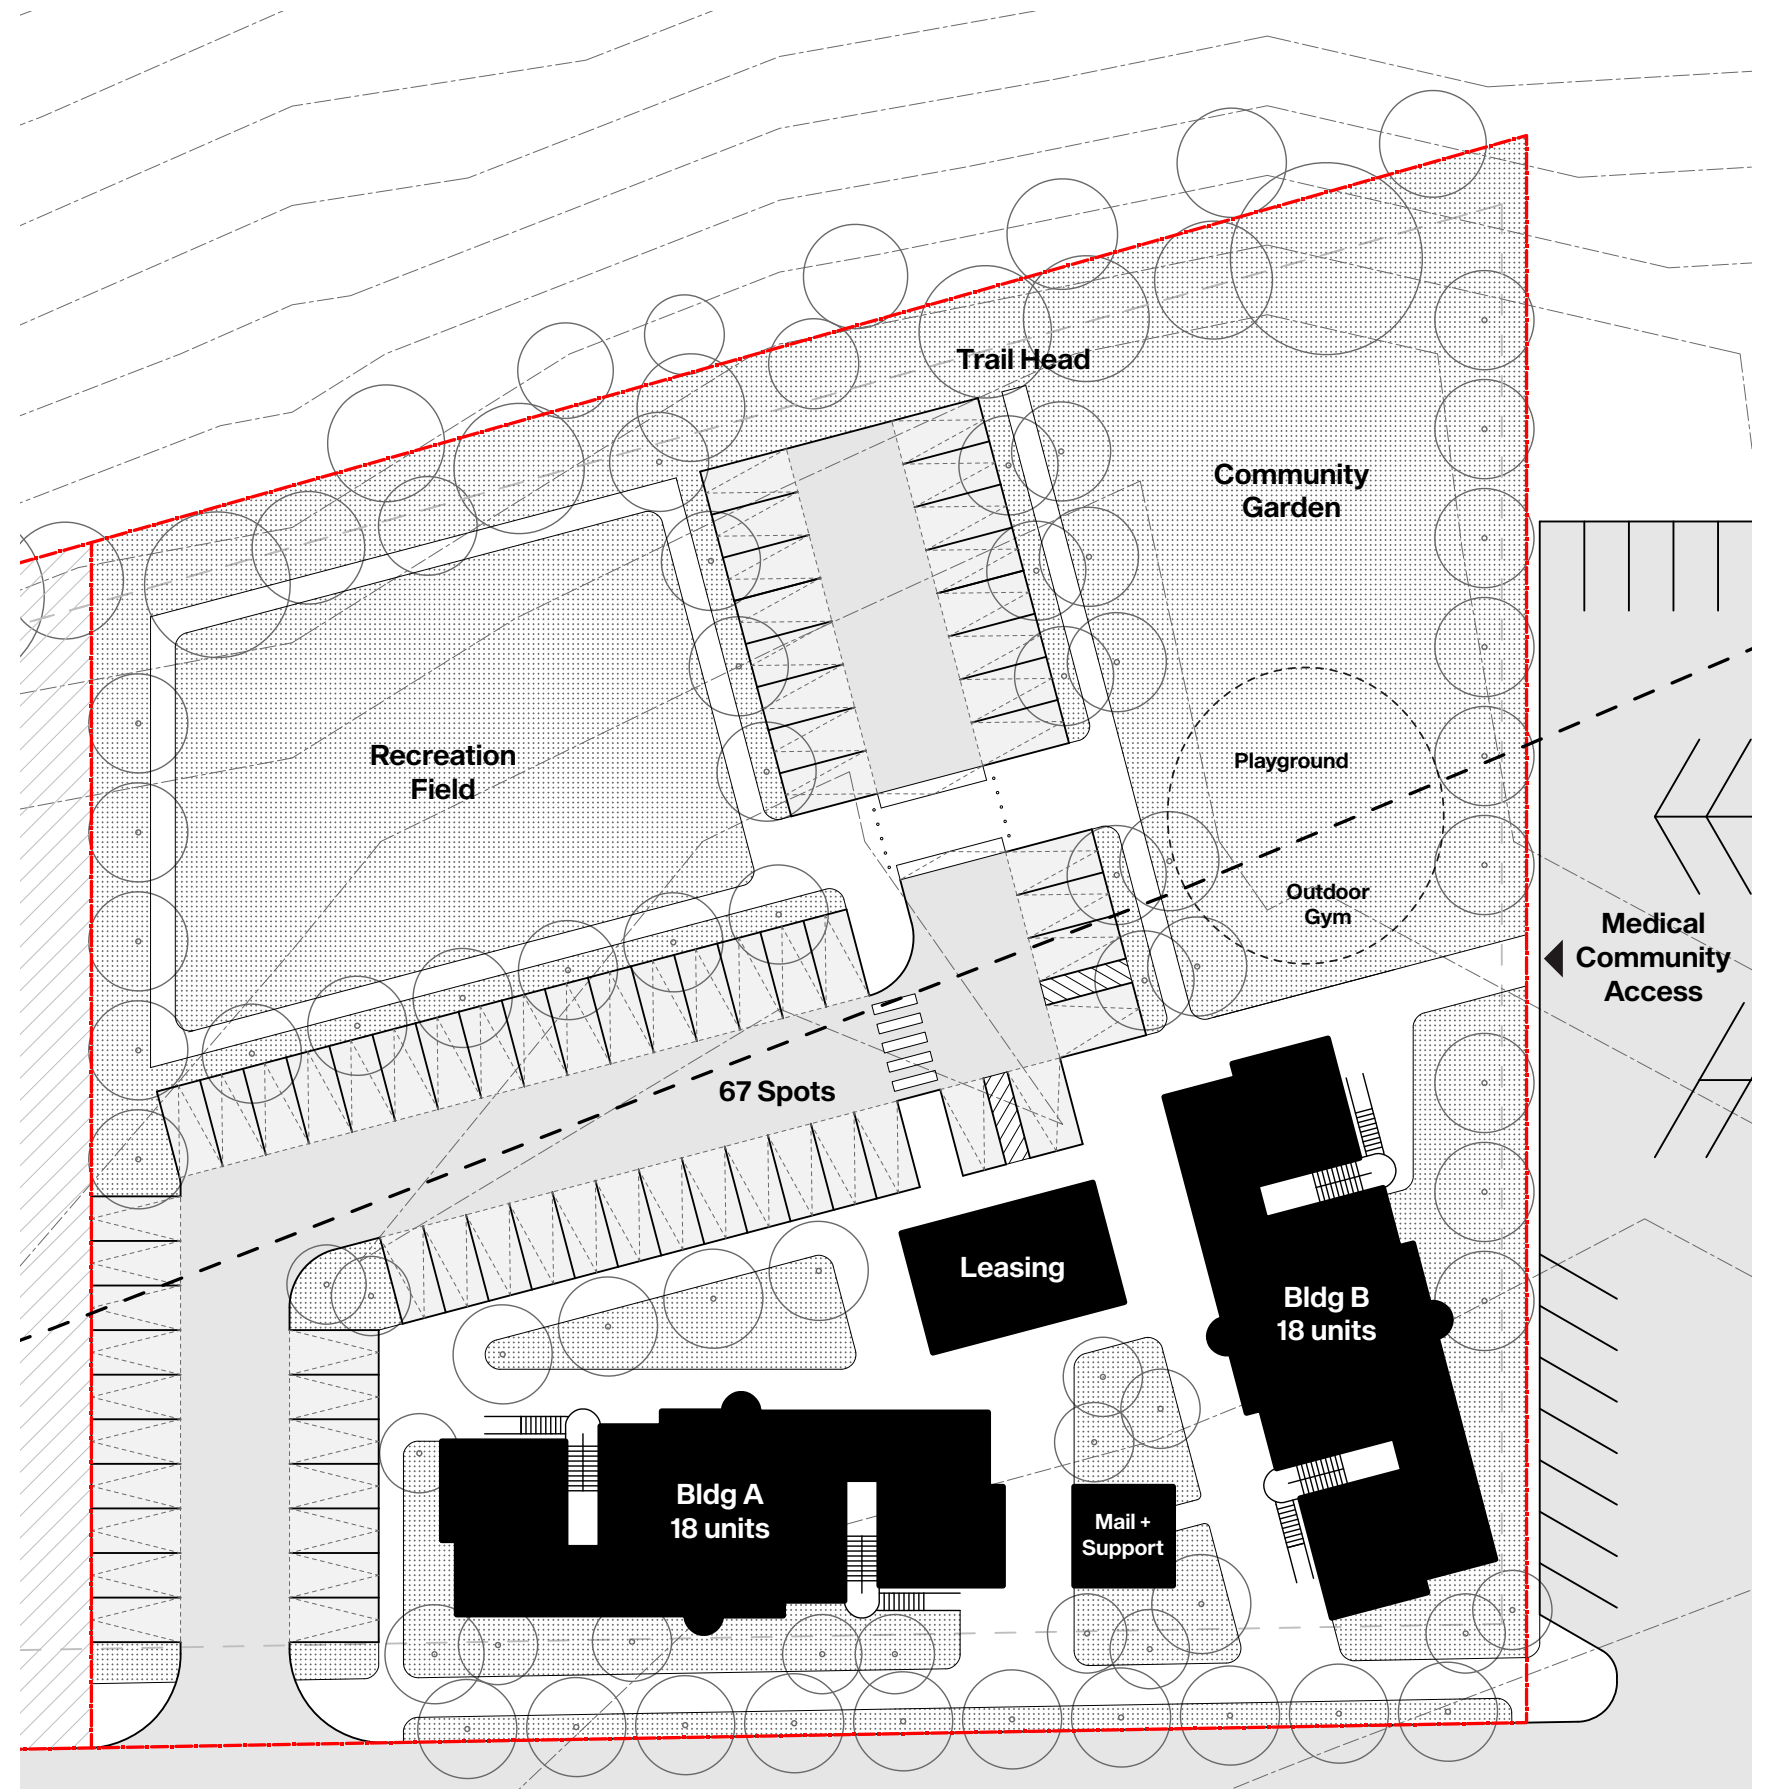 Trail Head
Community
Garden
Recreation
Field
Playground
Outdoor
Gym
Medical
Community
Access
67 Spots
Leasing
Bldg B
18 units
Bldg A
18 units
Mail +
Support